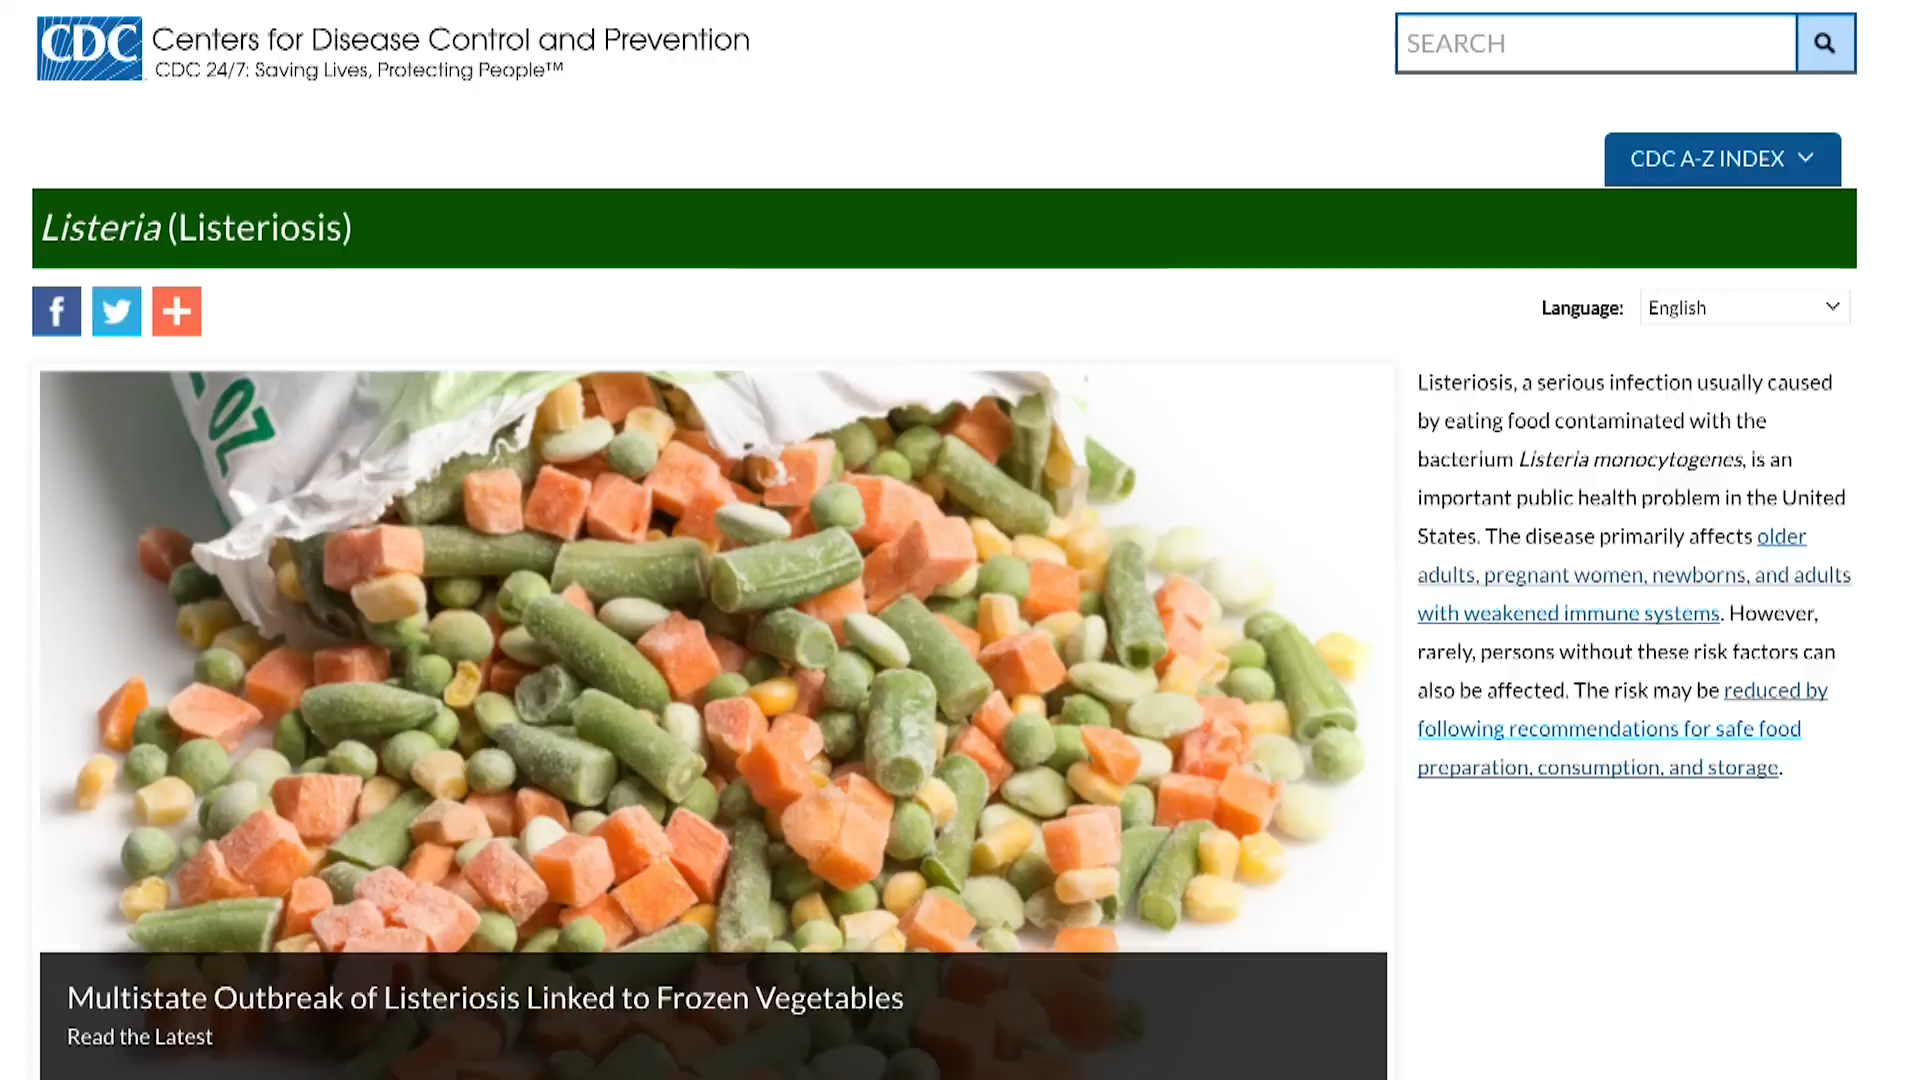 CDC Centers for Disease Control and Prevention
CDC 24/7: Saving Lives, Protecting People™
SEARCH
CDC A-Z INDEX
Listeria (Listeriosis)
Language: English
OZ
Listeriosis, a serious infection usually caused
by eating food contaminated with the
bacterium Listeria monocytogenes, is an
important public health problem in the United
States. The disease primarily affects older
adults, pregnant women, newborns, and adults
with weakened immune systems. However,
rarely, persons without these risk factors can
also be affected. The risk may be reduced by
following recommendations for safe food
preparation, consumption, and storage.
Multistate Outbreak of Listeriosis Linked to Frozen Vegetables
Read the Latest